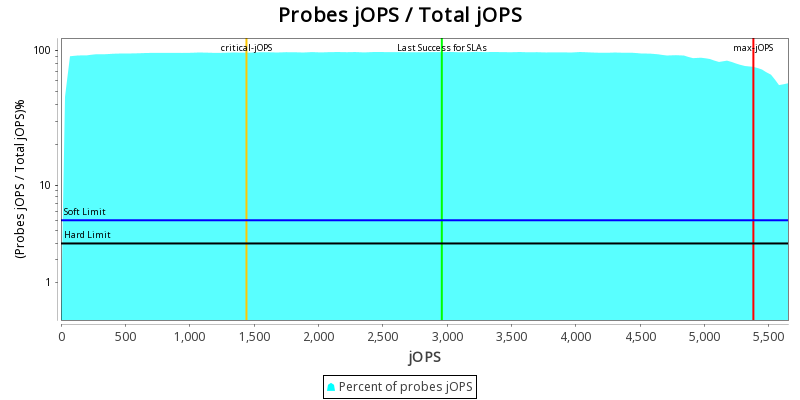 Probes jOPS / Total jOPS
(Probes jOPS / Total jOPS)%
100
10
1
critical-jOPS
Last Success for SLAs
max-jOPS
Soft Limit
Hard Limit
0
500
1,000
1,500
2,000
2,500
3,000
3,500
4,000
4,500
5,000
5,500
jOPS
Percent of probes jOPS